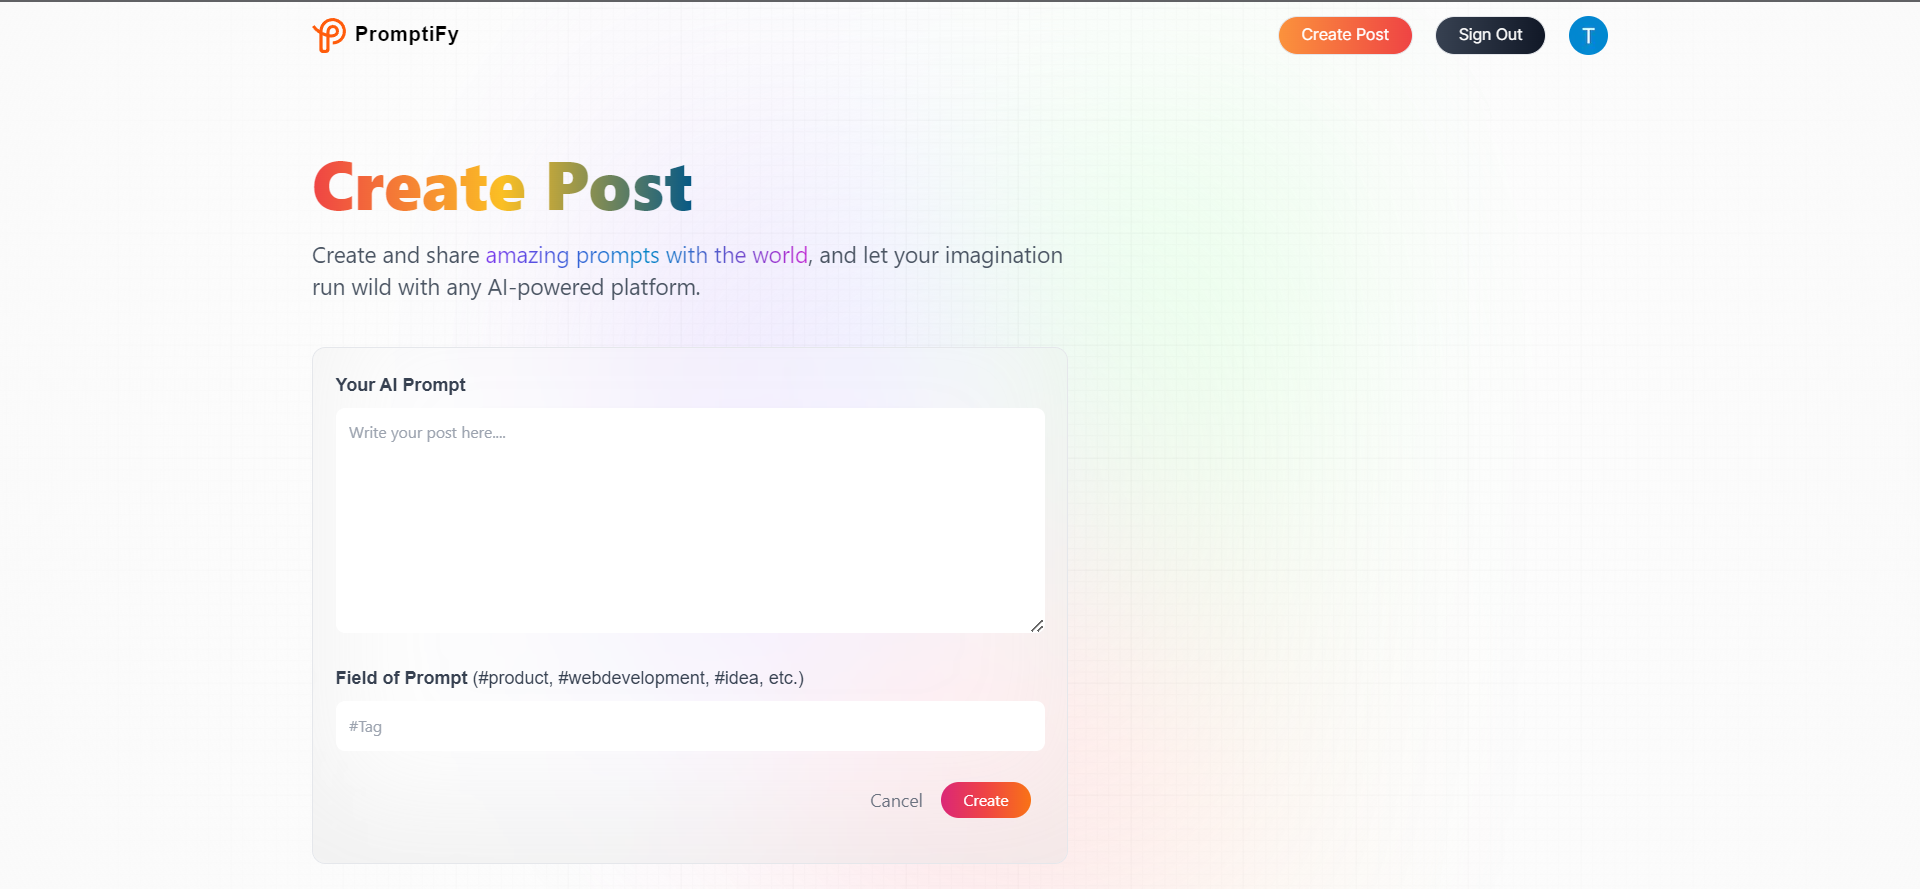 PromptiFy
Create Post
Sign Out
T
Create Post
Create and share amazing prompts with the world, and let your imagination
run wild with any AI-powered platform.
Your AI Prompt
Write your post here....
Field of Prompt (#product, #webdevelopment, #idea, etc.)
#Tag
Cancel
Create